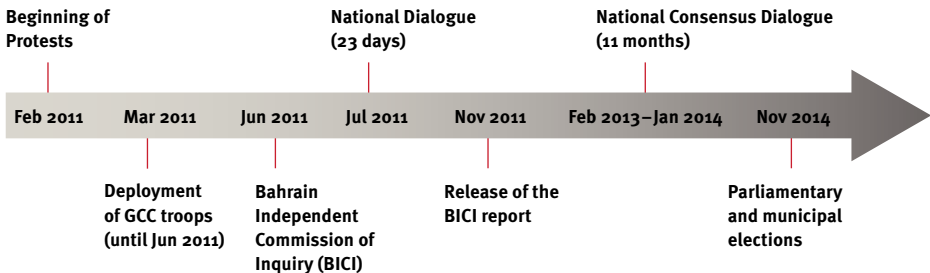 Beginning of
Protests
National Dialogue
(23 days)
National Consensus Dialogue
(11 months)
Feb 2011
Mar 2011
Jun 2011
Jul 2011
Nov 2011
Feb 2013–Jan 2014
Nov 2014
Deployment
of GCC troops
(until Jun 2011)
Bahrain
Independent
Commission of
Inquiry (BICI)
Release of the
BICI report
Parliamentary
and municipal
elections